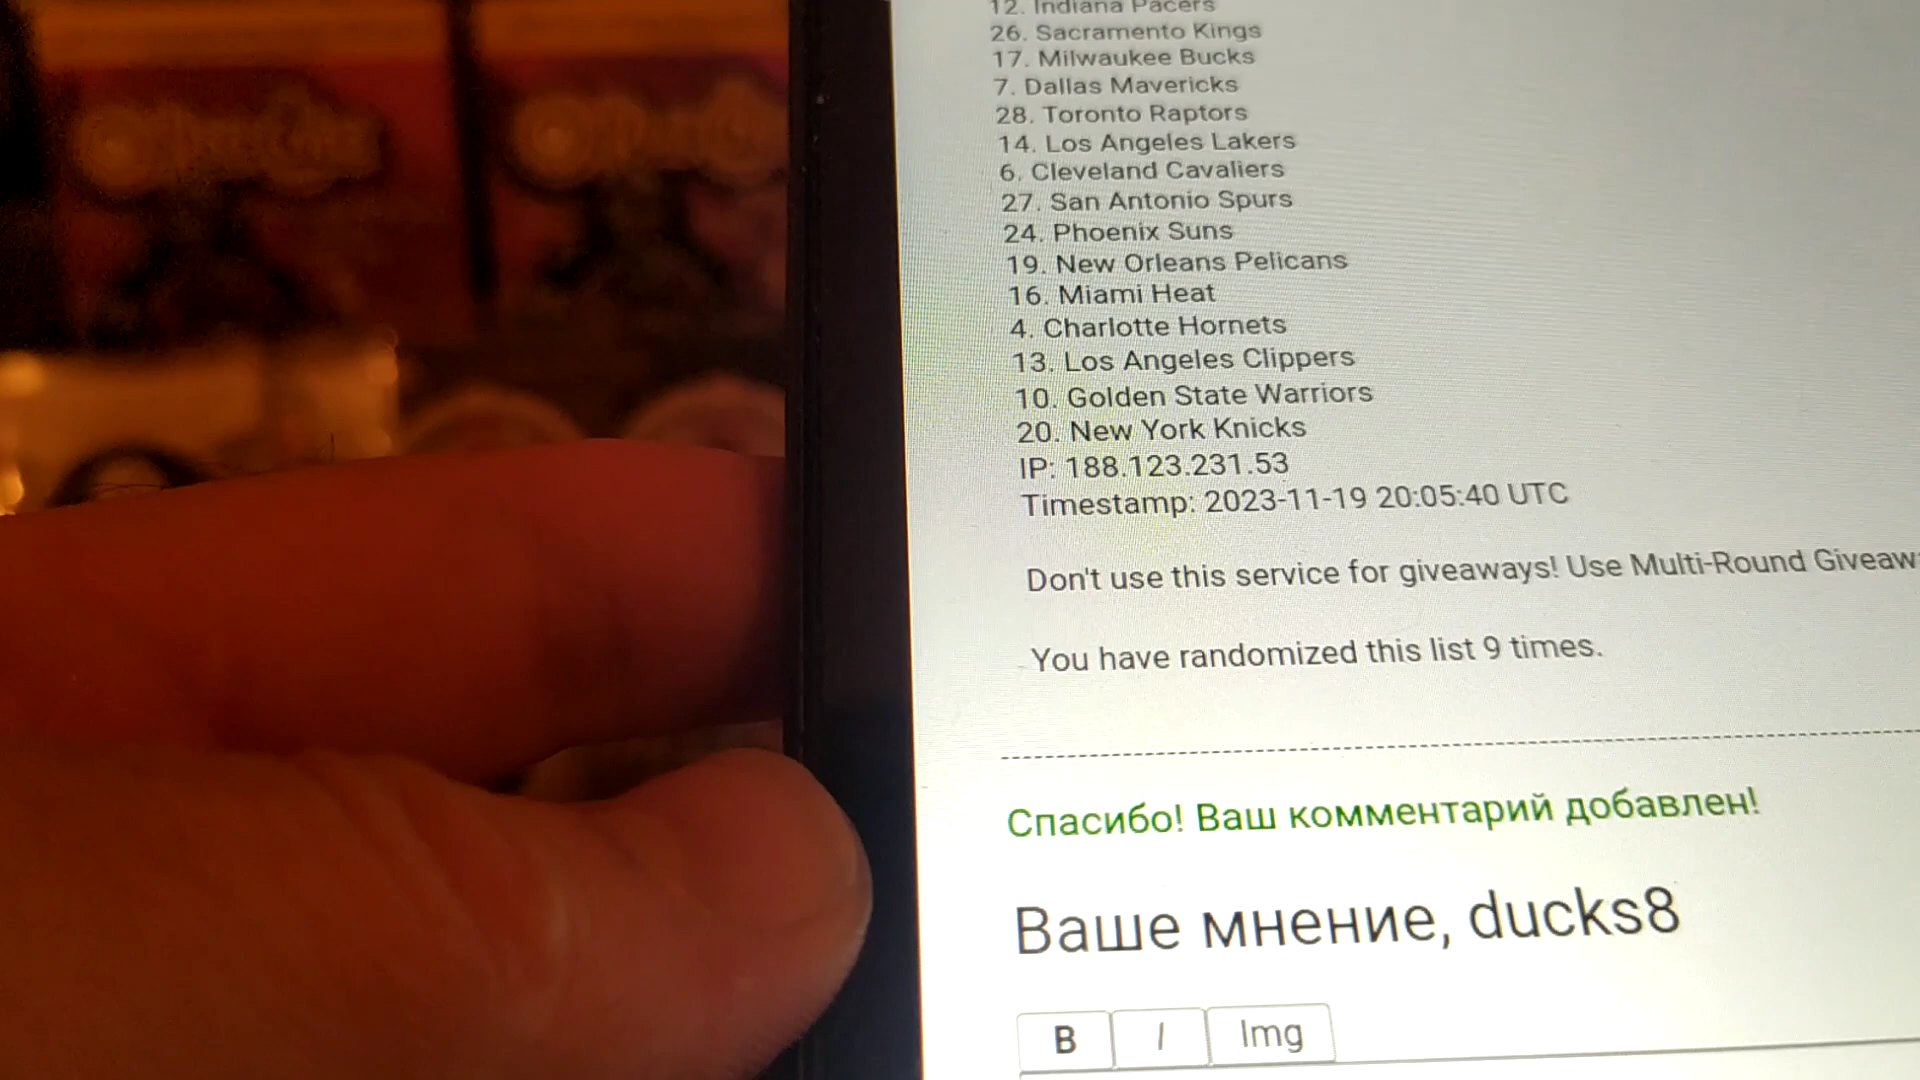 12. Indiana Pacers
26. Sacramento Kings
17. Milwaukee Bucks
7. Dallas Mavericks
28. Toronto Raptors
14. Los Angeles Lakers
6. Cleveland Cavaliers
27. San Antonio Spurs
24. Phoenix Suns
19. New Orleans Pelicans
16. Miami Heat
4. Charlotte Hornets
13. Los Angeles Clippers
10. Golden State Warriors
20. New York Knicks
IP: 188.123.231.53
Timestamp: 2023-11-19 20:05:40 UTC
Don't use this service for giveaways! Use Multi-Round
You have randomized this list 9 times.
Спасибо! Ваш комментарий добавлен!
Ваше мнение, ducks8
B I Img